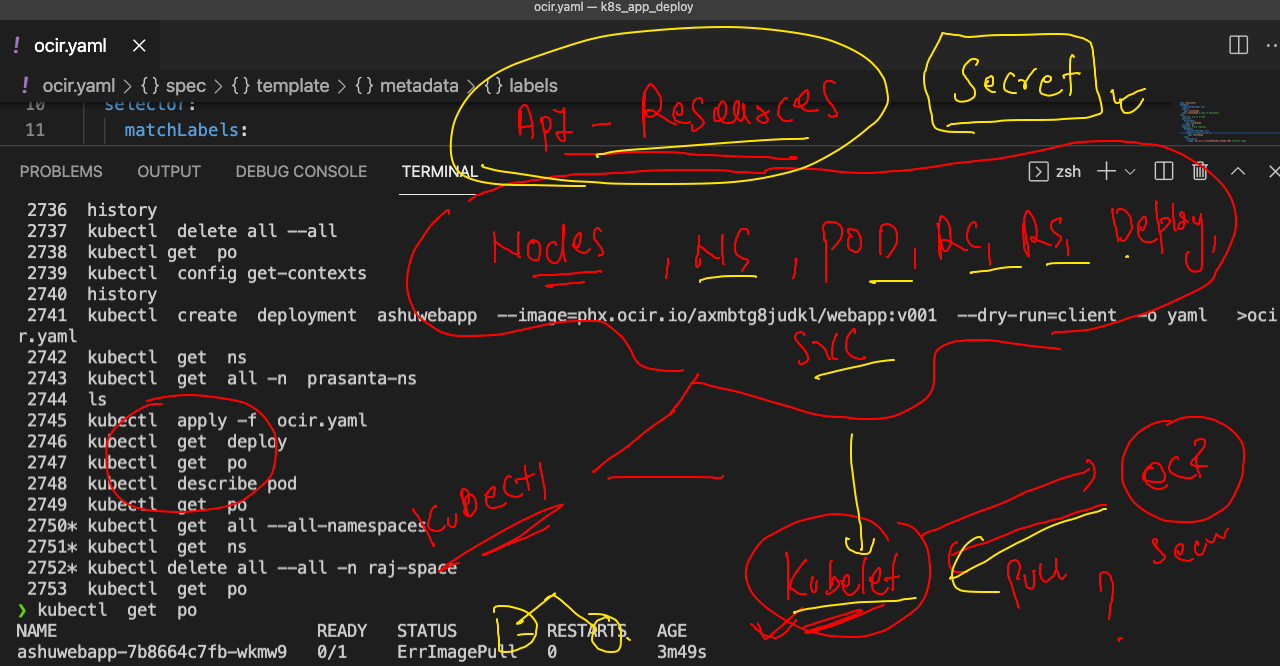 ocir.yaml — k8s_app_deploy
! ocir.yaml ×
! ocir.yaml > {} spec > {} template > {} metadata > {} labels
10 selector:
11 matchLabels:
Secret
API - Resources
PROBLEMS OUTPUT DEBUG CONSOLE TERMINAL zsh
Nodes, NS, POD, RC, RS, Deploy,
SVC
2736 history
2737 kubectl delete all --all
2738 kubectl get po
2739 kubectl config get-contexts
2740 history
2741 kubectl create deployment ashuwebapp --image=phx.ocir.io/axmbtg8judkl/webapp:v001 --dry-run=client -o yaml >oci
r.yaml
2742 kubectl get ns
2743 kubectl get all -n prasanta-ns
2744 ls
2745 kubectl apply -f ocir.yaml
2746 kubectl get deploy
2747 kubectl get po
2748 kubectl describe pod
2749 kubectl get po
2750* kubectl get all --all-namespaces
2751* kubectl get ns
2752* kubectl delete all --all -n raj-space
2753 kubectl get po
KuBeCtl
Kubelet
Pull ?
❯ kubectl get po
NAME READY STATUS RESTARTS AGE
ashuwebapp-7b8664c7fb-wkmw9 0/1 ErrImagePull 0 3m49s